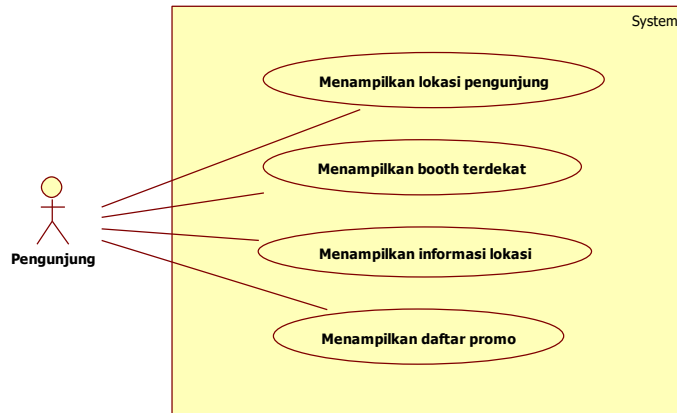 System
Menampilkan lokasi pengunjung
Menampilkan booth terdekat
Menampilkan informasi lokasi
Pengunjung
Menampilkan daftar promo